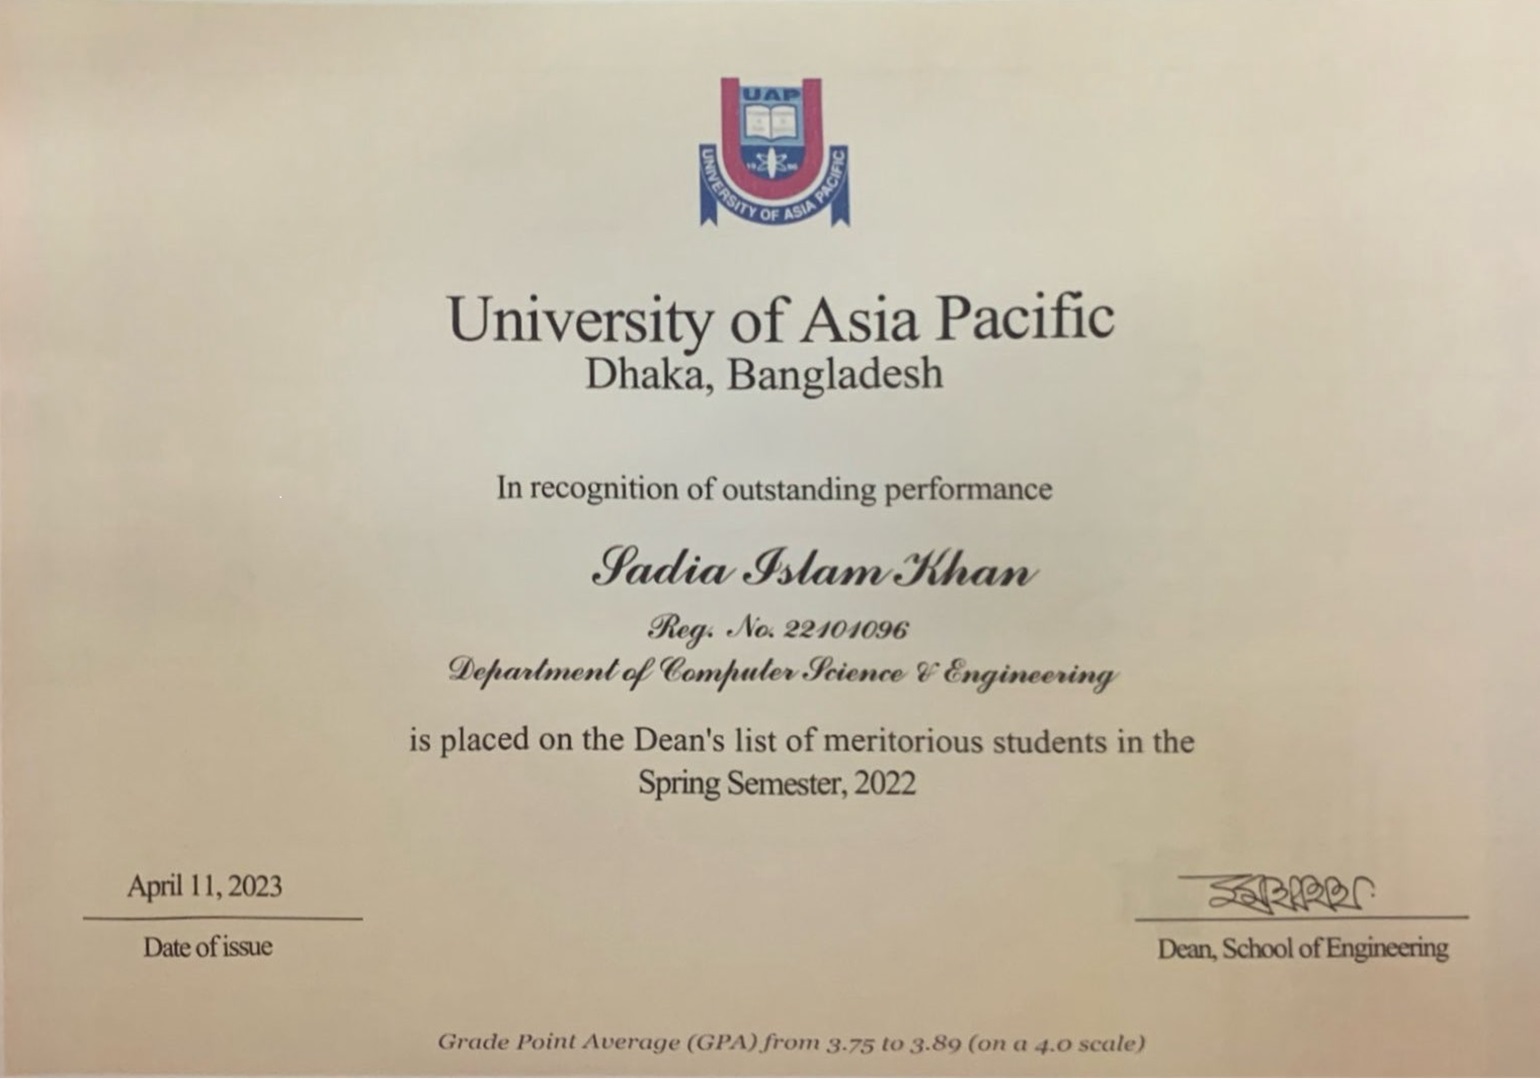 UAP
UNIVERSITY OF ASIA PACIFIC
University of Asia Pacific
Dhaka, Bangladesh
In recognition of outstanding performance
Sadia Islam Khan
Reg. No. 22101096
Department of Computer Science & Engineering
is placed on the Dean's list of meritorious students in the
Spring Semester, 2022
April 11, 2023
Date of issue
Dean, School of Engineering
Grade Point Average (GPA) from 3.75 to 3.89 (on a 4.0 scale)